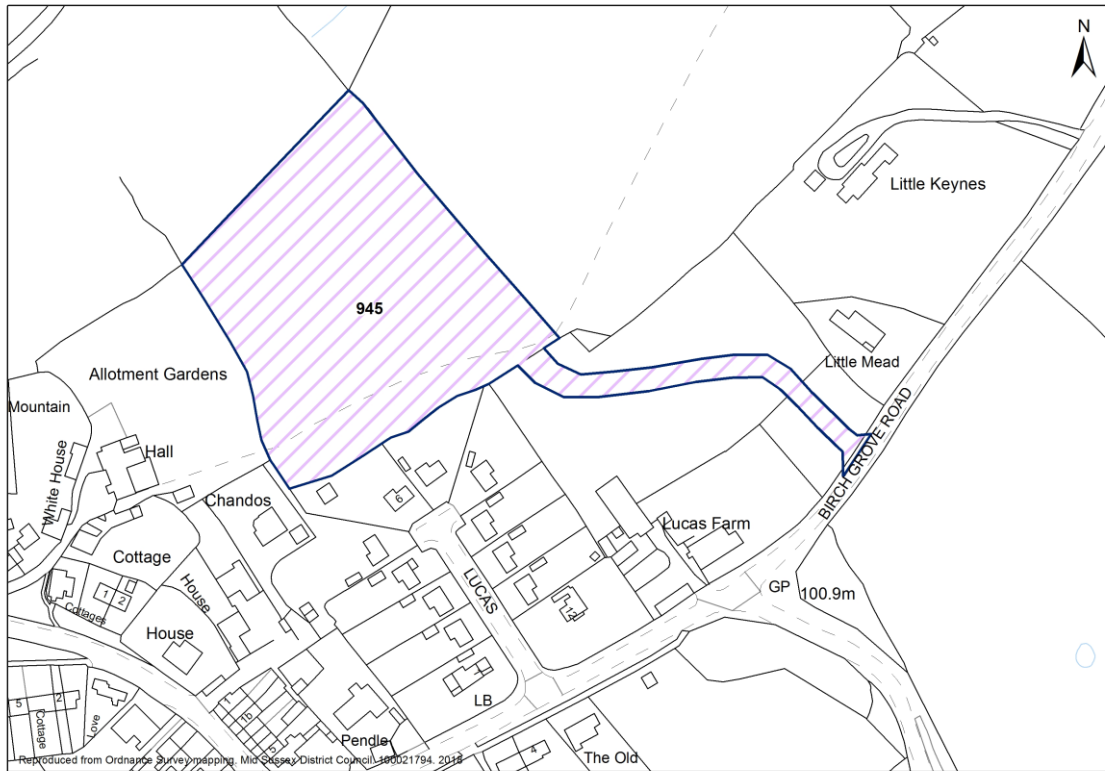 N
Little Keynes
945
Little Mead
Allotment Gardens
Mountain
BIRCH GROVE ROAD
Hall
White House
Chandos
6
Lucas Farm
Cottage
LUCAS
GP
100.9m
House
1
2
Cottages
12
House
LB
5
2
Cottage
Love
1
1b
5
Pendle
4
The Old
Reproduced from Ordnance Survey mapping. Mid Sussex District Council. 100021794. 2018